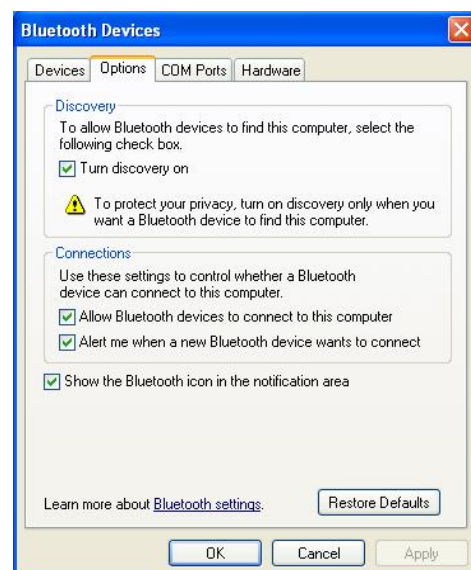 Bluetooth Devices
Devices
Options
COM Ports
Hardware
Discovery
To allow Bluetooth devices to find this computer, select the
following check box.
Turn discovery on
To protect your privacy, turn on discovery only when you
want a Bluetooth device to find this computer.
Connections
Use these settings to control whether a Bluetooth
device can connect to this computer.
Allow Bluetooth devices to connect to this computer
Alert me when a new Bluetooth device wants to connect
Show the Bluetooth icon in the notification area
Learn more about Bluetooth settings.
Restore Defaults
OK
Cancel
Apply